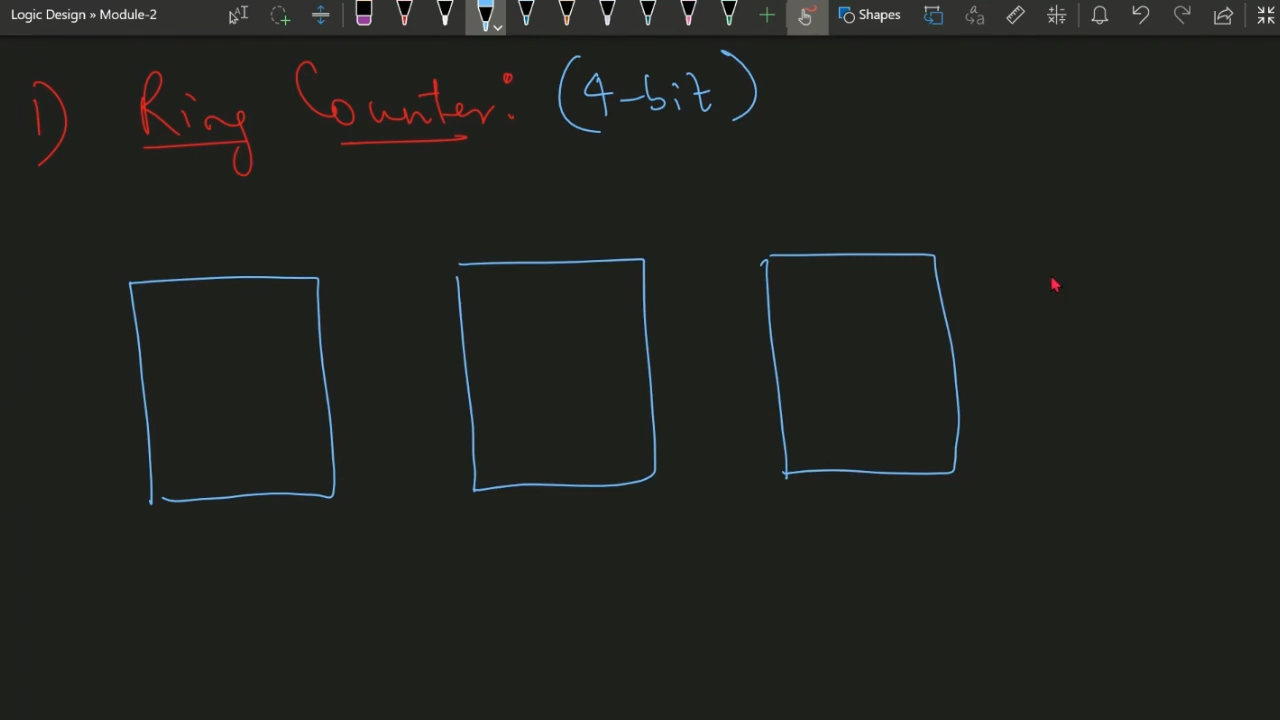 Logic Design » Module-2
Shapes
1) Ring Counter: (4-bit)